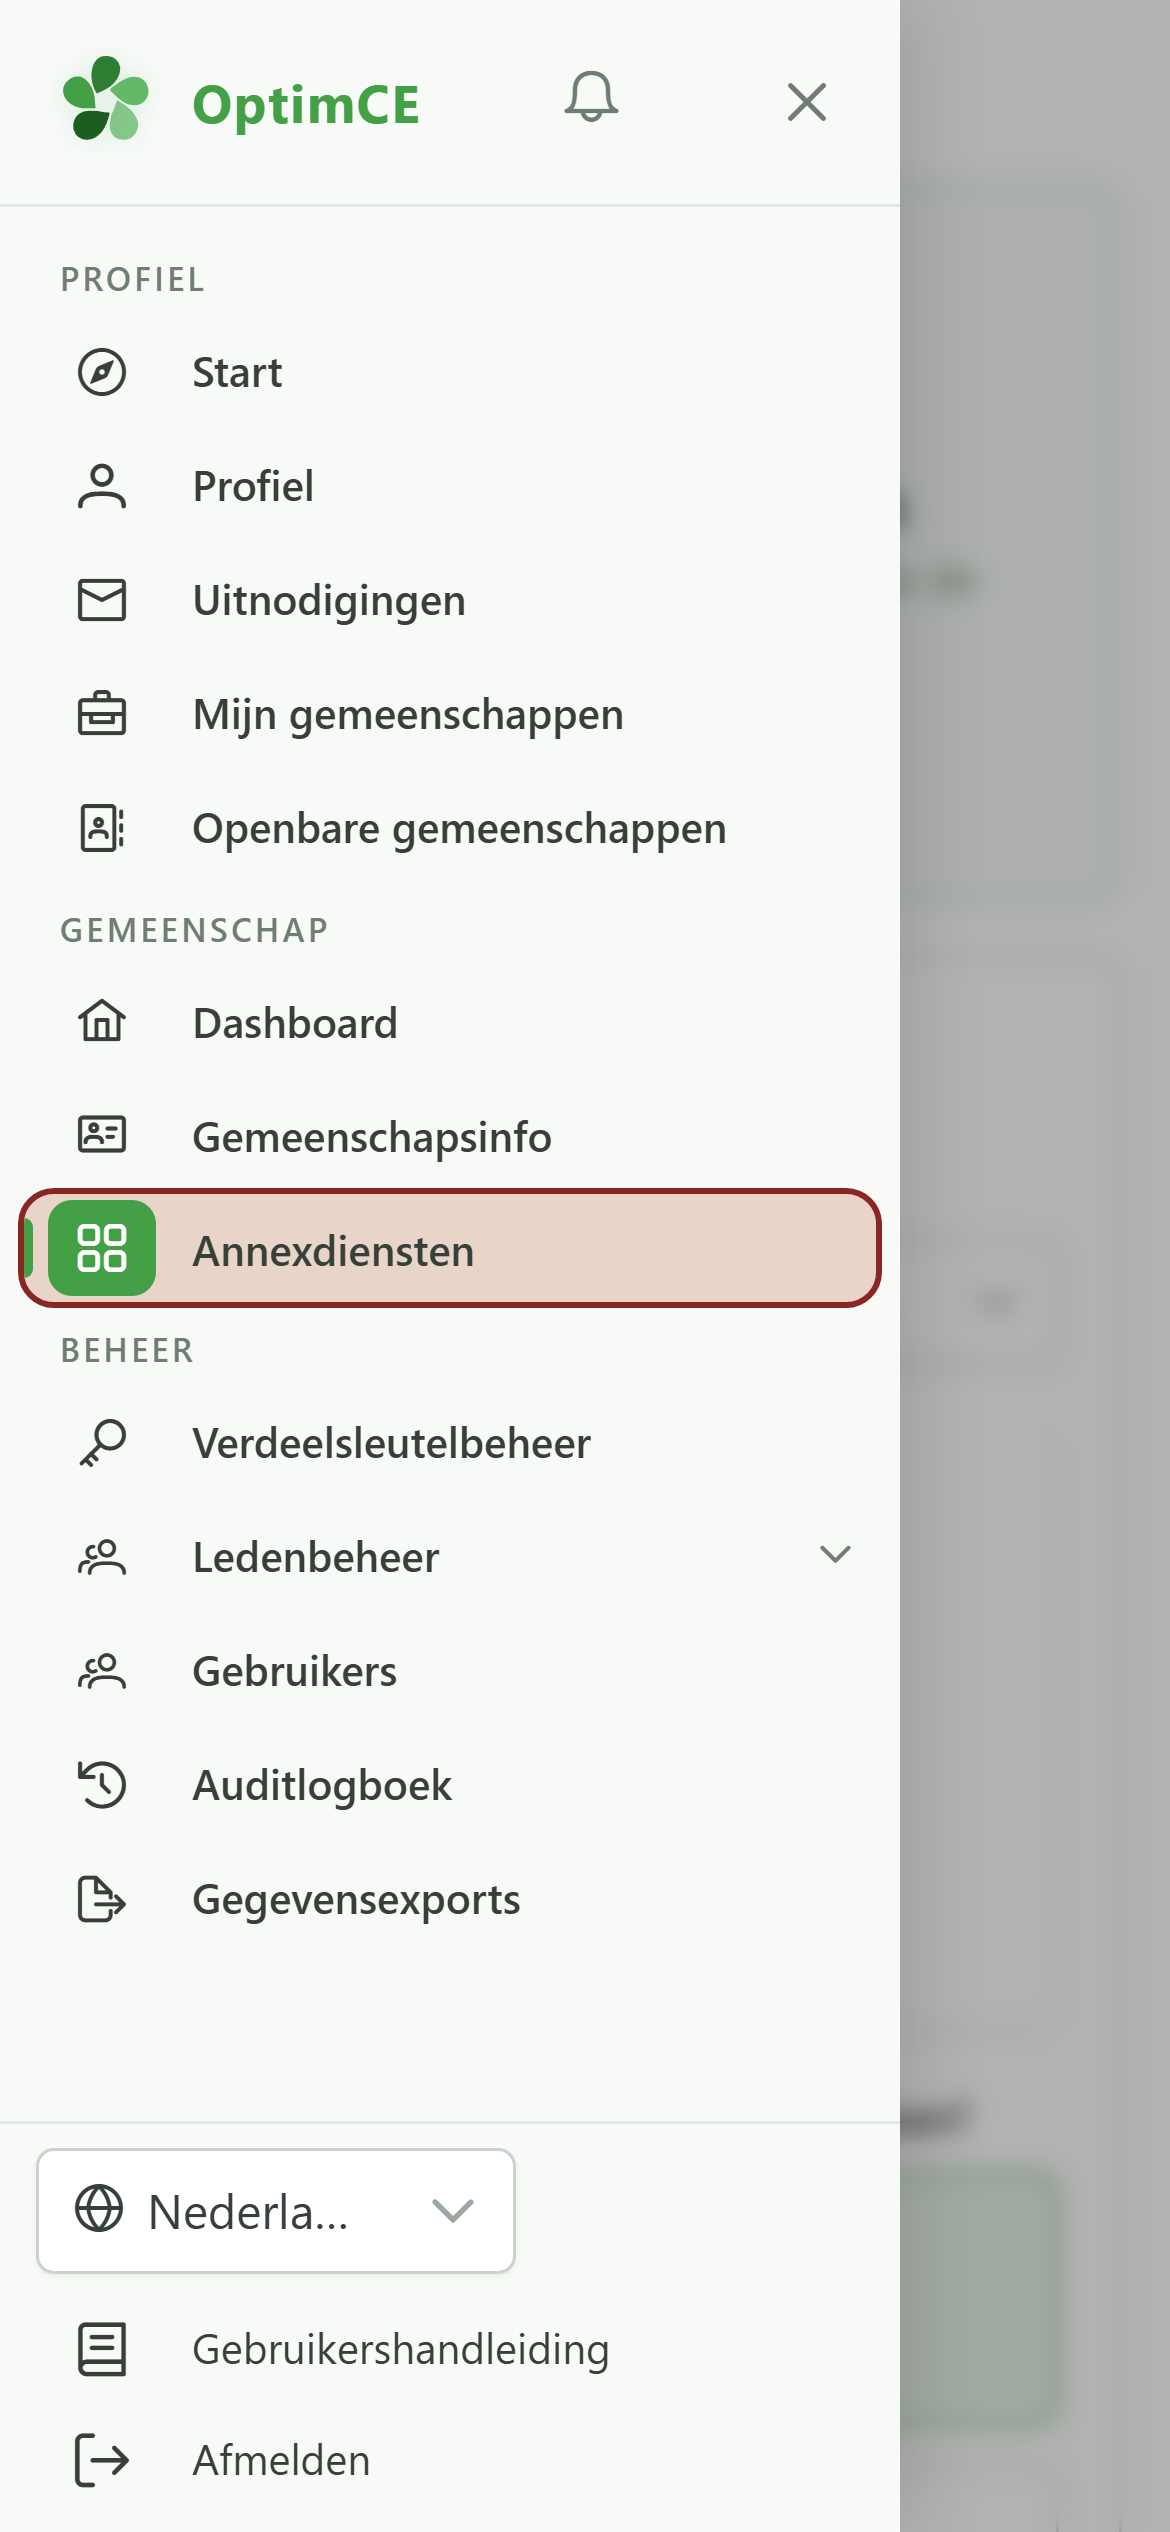 OptimCE
PROFIEL
Start
Profiel
Uitnodigingen
Mijn gemeenschappen
Openbare gemeenschappen
GEMEENSCHAP
Dashboard
Gemeenschapsinfo
Annexdiensten
BEHEER
Verdeelsleutelbeheer
Ledenbeheer
Gebruikers
Auditlogboek
Gegevensexports
Nederla...
Gebruikershandleiding
Afmelden